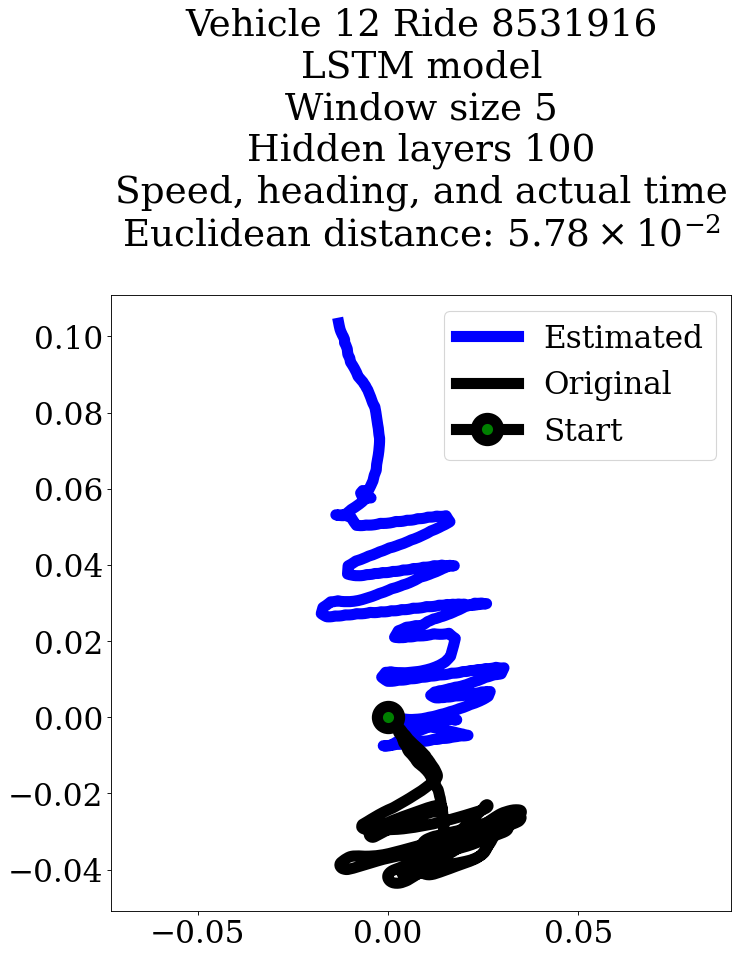 Vehicle 12 Ride 8531916
LSTM model
Window size 5
Hidden layers 100
Speed, heading, and actual time
Euclidean distance: 5.78 × 10⁻²
Estimated
Original
Start
0.10
0.08
0.06
0.04
0.02
0.00
−0.02
−0.04
−0.05 0.00 0.05